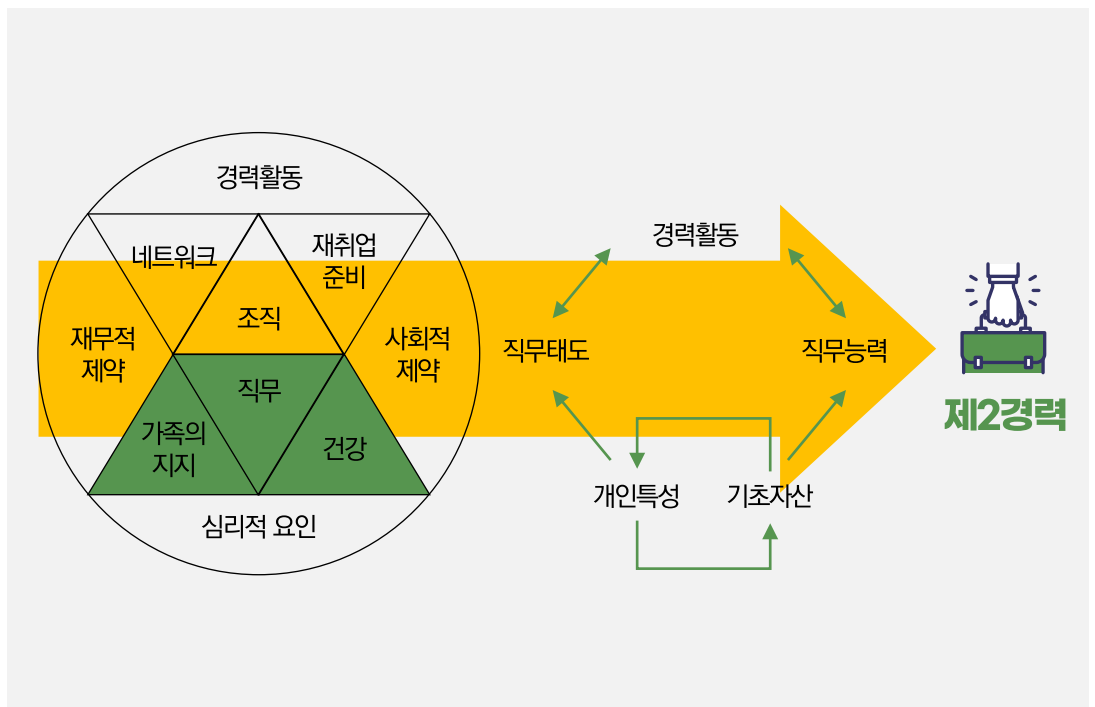 경력활동
네트워크
재취업
준비
조직
재무적
제약
사회적
제약
직무
가족의
지지
건강
심리적 요인
경력활동
직무태도
직무능력
개인특성
기초자산
제2경력